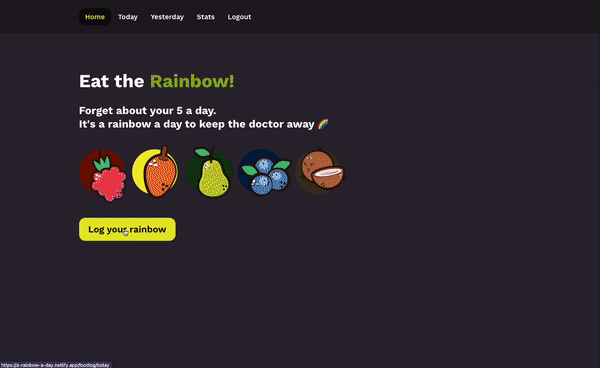 Home Today Yesterday Stats Logout
Eat the Rainbow!
Forget about your 5 a day.
It's a rainbow a day to keep the doctor away 🌈
Log your rainbow
https://a-rainbow-a-day.netlify.app/foodlog/today